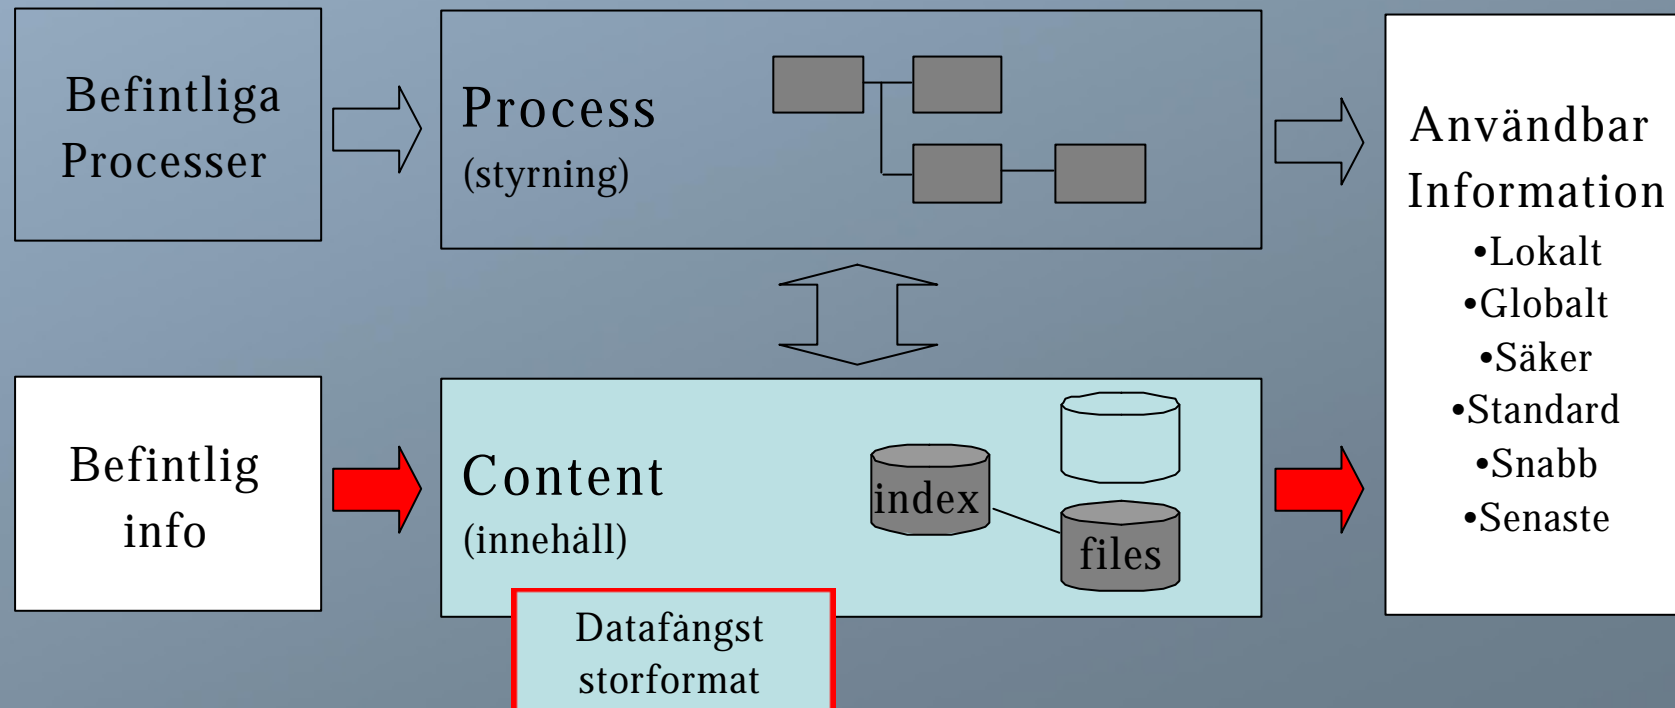 Befintliga
Processer
Process
(styrning)
Användbar
Information
•Lokalt
•Globalt
•Säker
•Standard
•Snabb
•Senaste
Befintlig
info
Content
(innehåll)
index
files
Datafångst
storformat